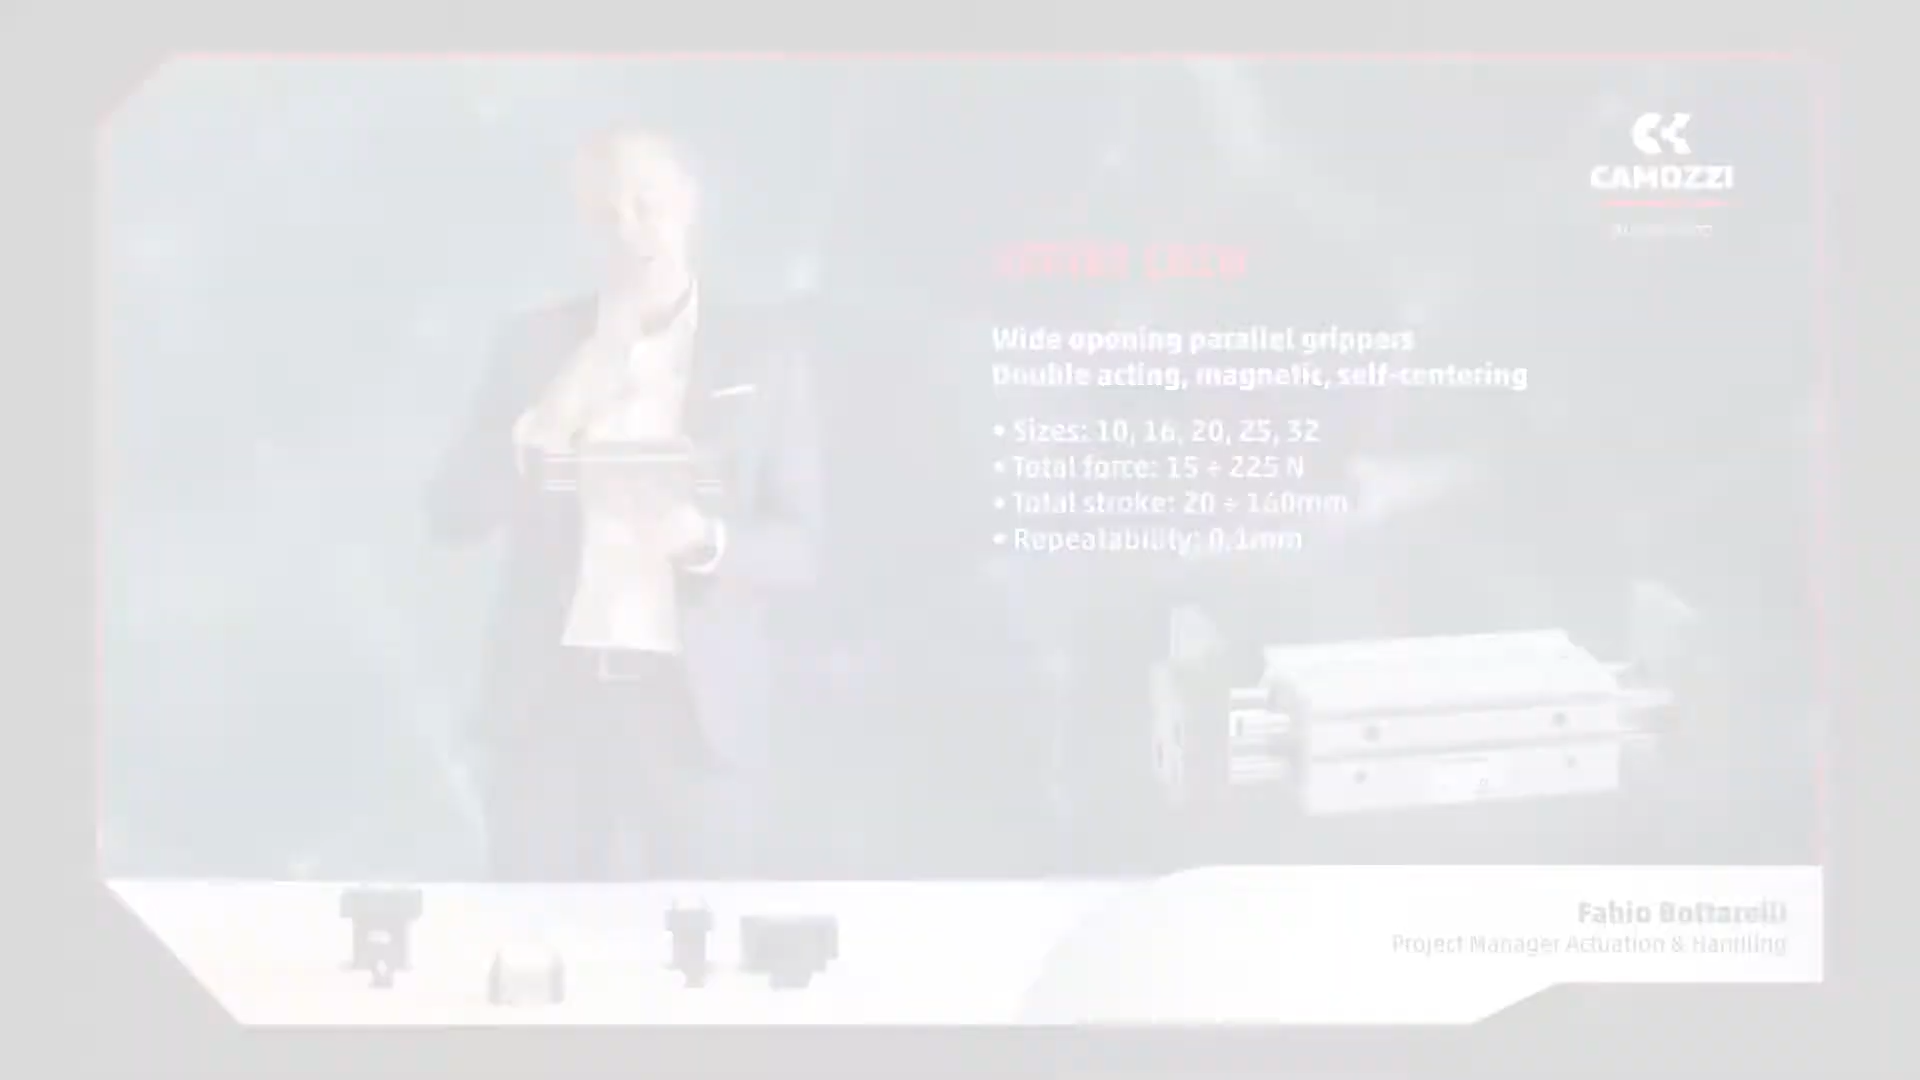 CAMOZZI
Wide opening parallel grippers
Double acting, magnetic, self-centering
• Sizes: 10, 16, 20, 25, 32
• Total force: 15 ÷ 225 N
• Total stroke: 20 ÷ 160mm
• Repeatability: 0,1mm
Fabio Bottarelli
Project Manager Actuation & Handling